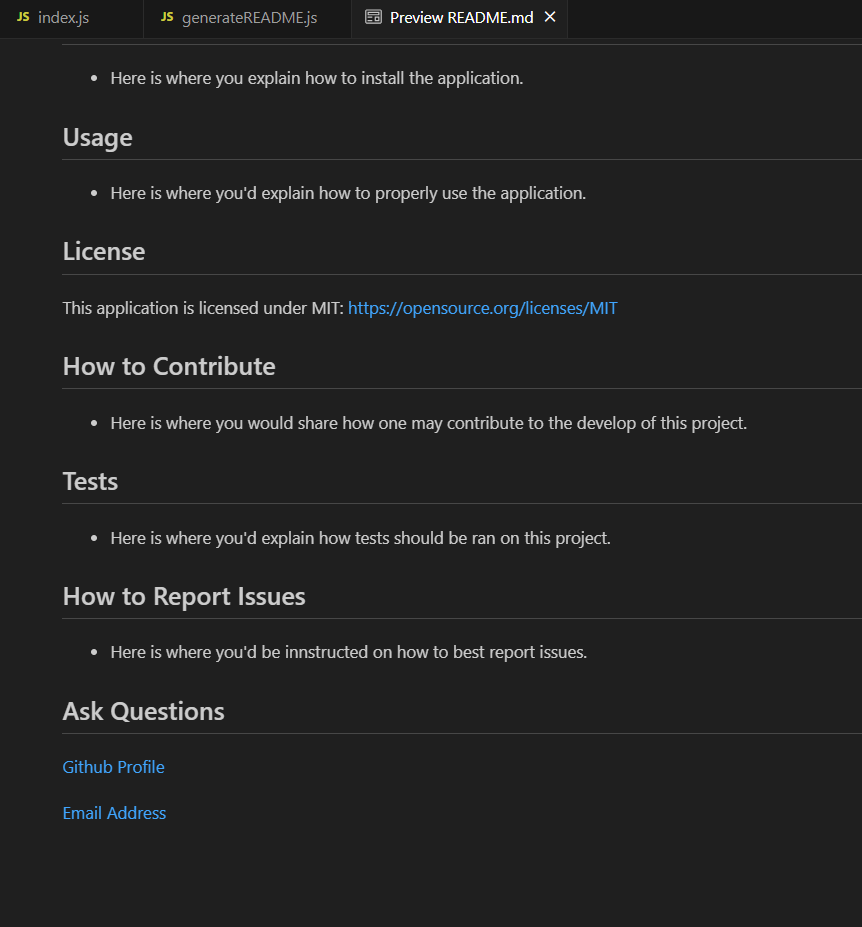 JS index.js
JS generateREADME.js
Preview README.md
Here is where you explain how to install the application.
Usage
Here is where you'd explain how to properly use the application.
License
This application is licensed under MIT: https://opensource.org/licenses/MIT
How to Contribute
Here is where you would share how one may contribute to the develop of this project.
Tests
Here is where you'd explain how tests should be ran on this project.
How to Report Issues
Here is where you'd be innstructed on how to best report issues.
Ask Questions
Github Profile
Email Address